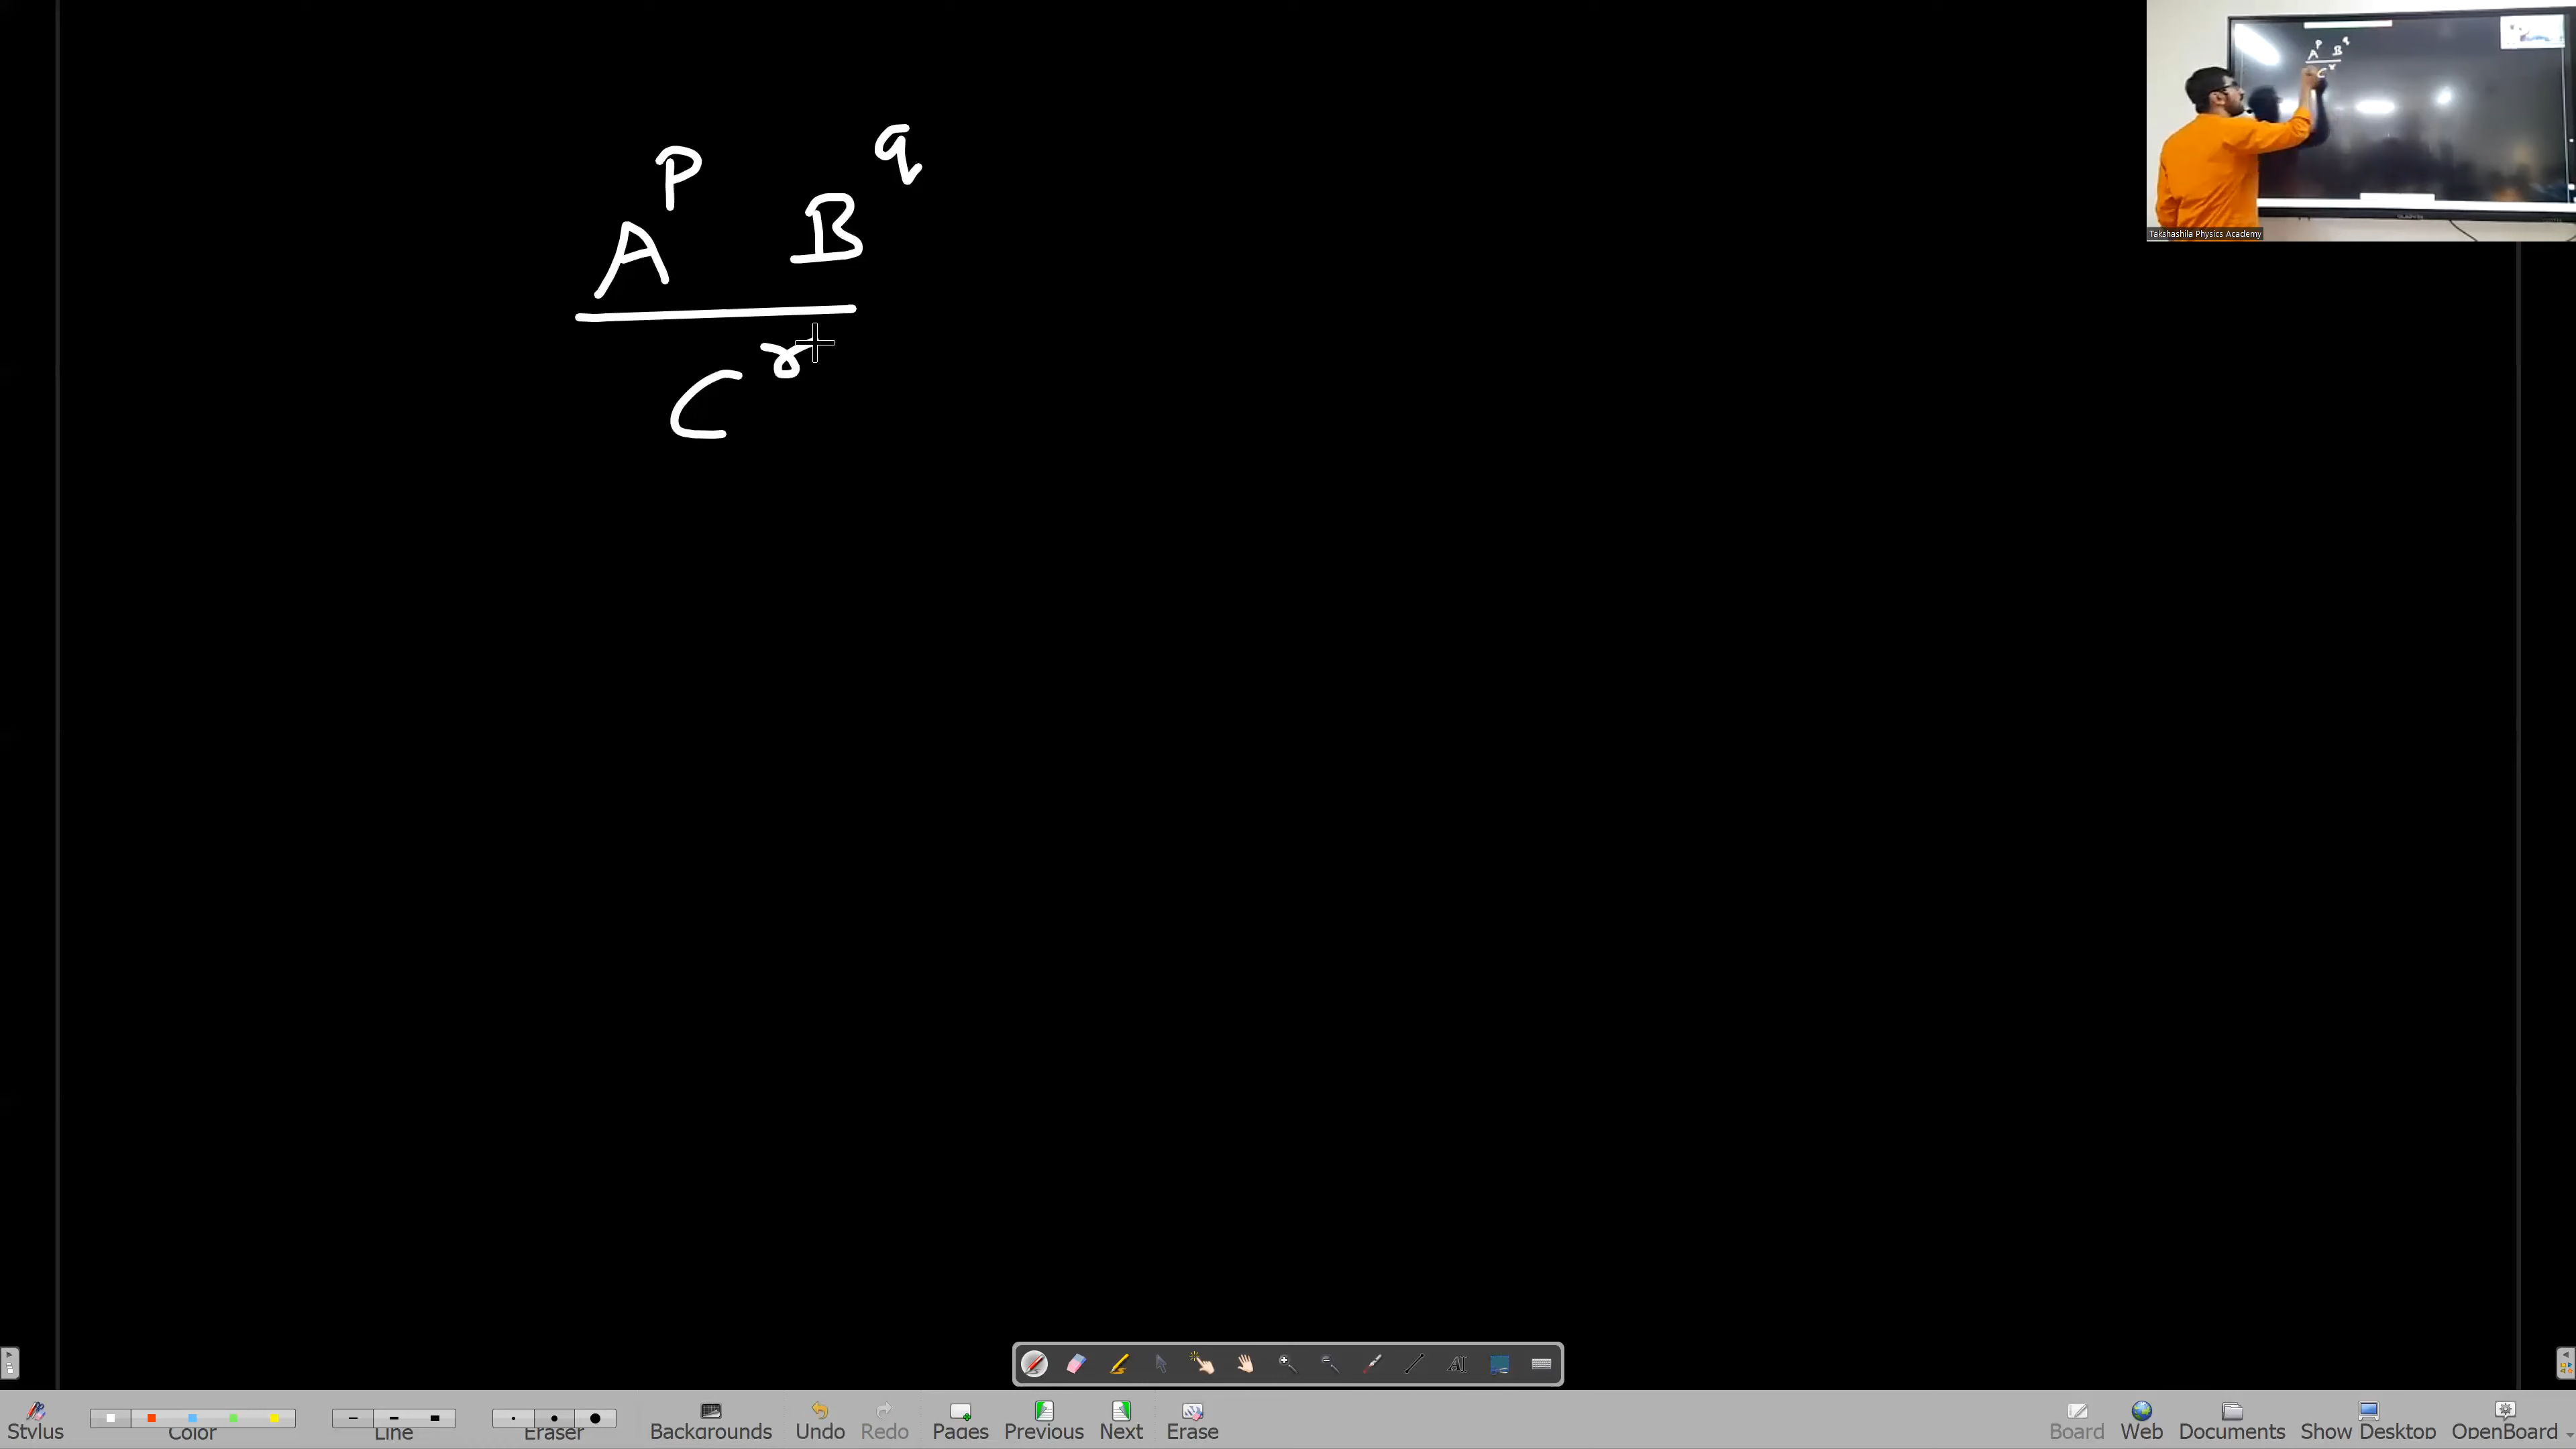 A^p B^q
C^r
Takshashila Physics Academy
Stylus Color Line Eraser Backgrounds Undo Redo Pages Previous Next Erase Board Web Documents Show Desktop OpenBoard